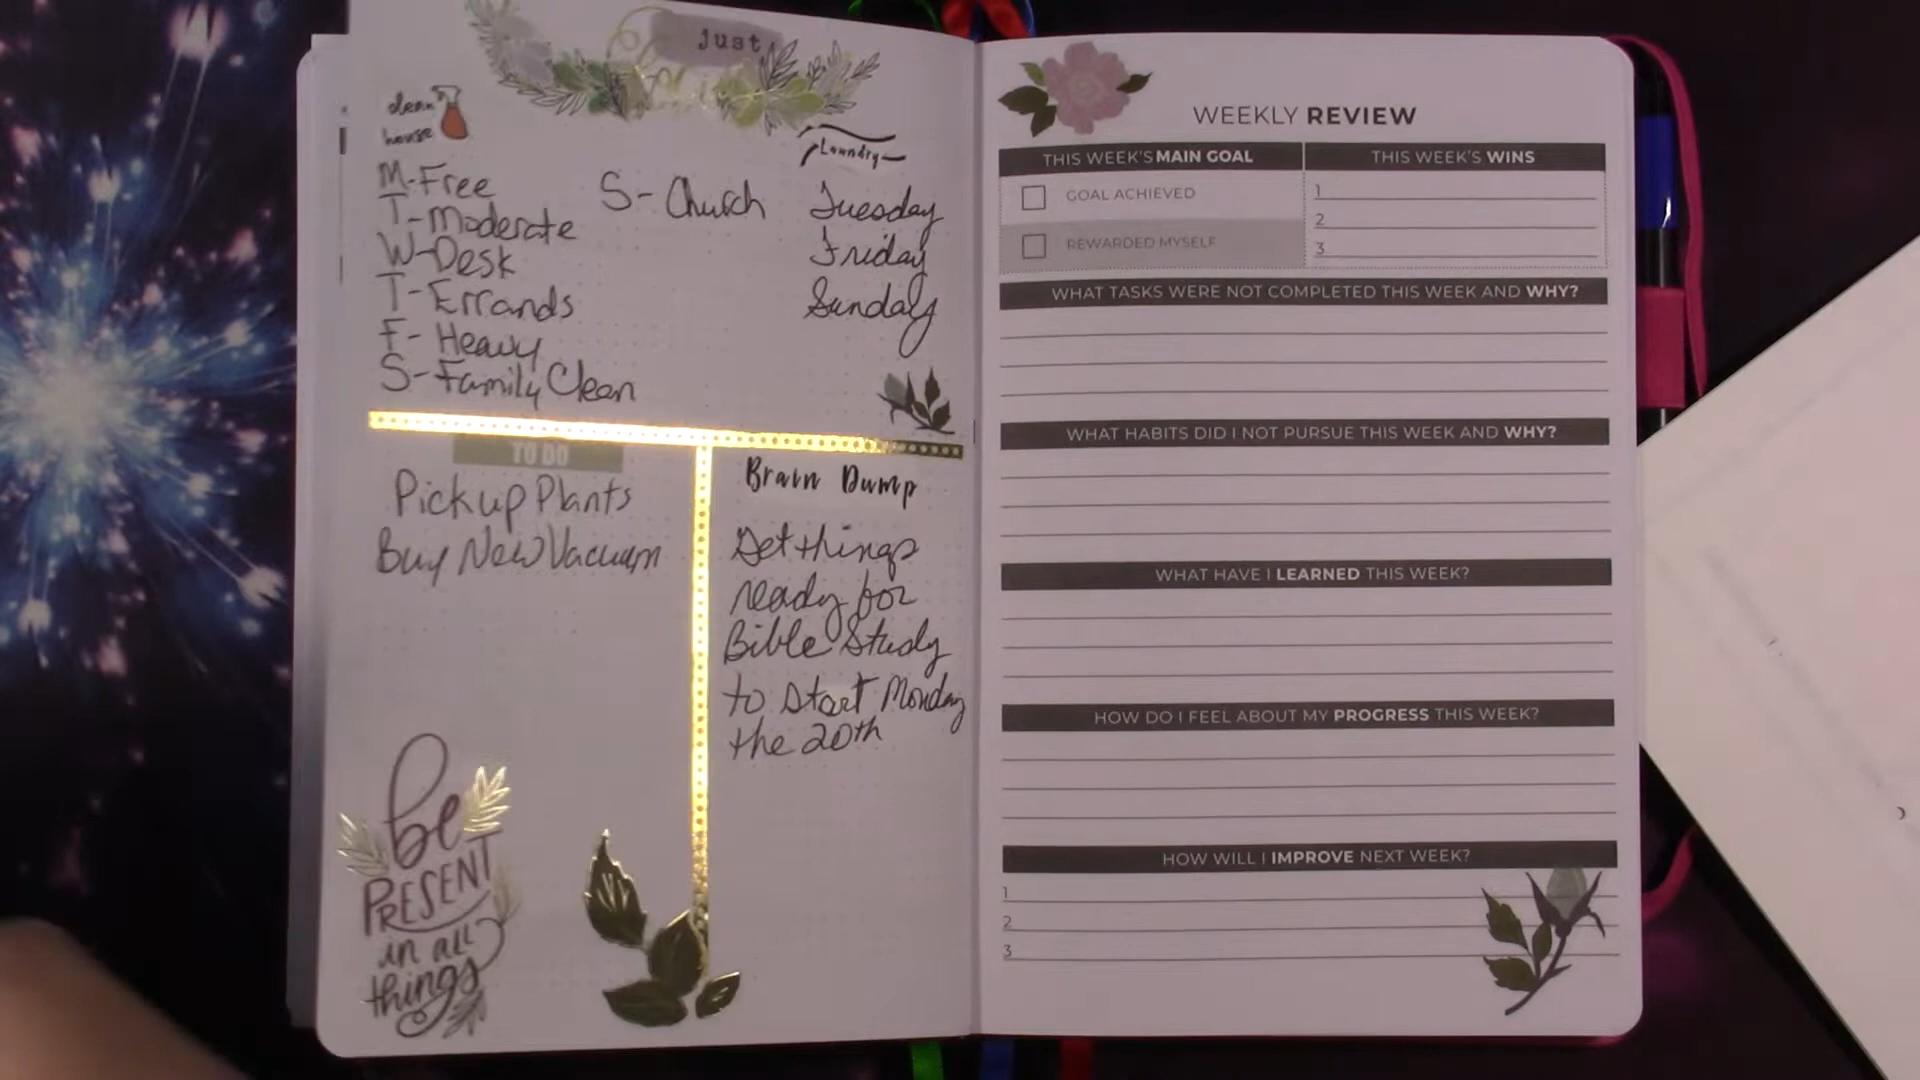 just
clean
house
M-Free
T-Moderate
W-Desk
T-Errands
F-Heavy
S-Family Clean
S-Church
Laundry
Tuesday
Friday
Sunday
TO DO
Pick up Plants
Buy New Vacuum
Brain Dump
Get things
ready for
Bible Study
to Start Monday
the 20th
be
PRESENT
in all
things
WEEKLY REVIEW
THIS WEEK'S MAIN GOAL
GOAL ACHIEVED
REWARDED MYSELF
THIS WEEK'S WINS
1
2
3
WHAT TASKS WERE NOT COMPLETED THIS WEEK AND WHY?
WHAT HABITS DID I NOT PURSUE THIS WEEK AND WHY?
WHAT HAVE I LEARNED THIS WEEK?
HOW DO I FEEL ABOUT MY PROGRESS THIS WEEK?
HOW WILL I IMPROVE NEXT WEEK?
1
2
3